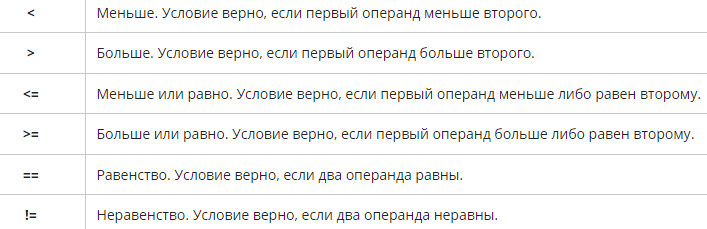 < Меньше. Условие верно, если первый операнд меньше второго.
> Больше. Условие верно, если первый операнд больше второго.
<= Меньше или равно. Условие верно, если первый операнд меньше либо равен второму.
>= Больше или равно. Условие верно, если первый операнд больше либо равен второму.
== Равенство. Условие верно, если два операнда равны.
!= Неравенство. Условие верно, если два операнда неравны.